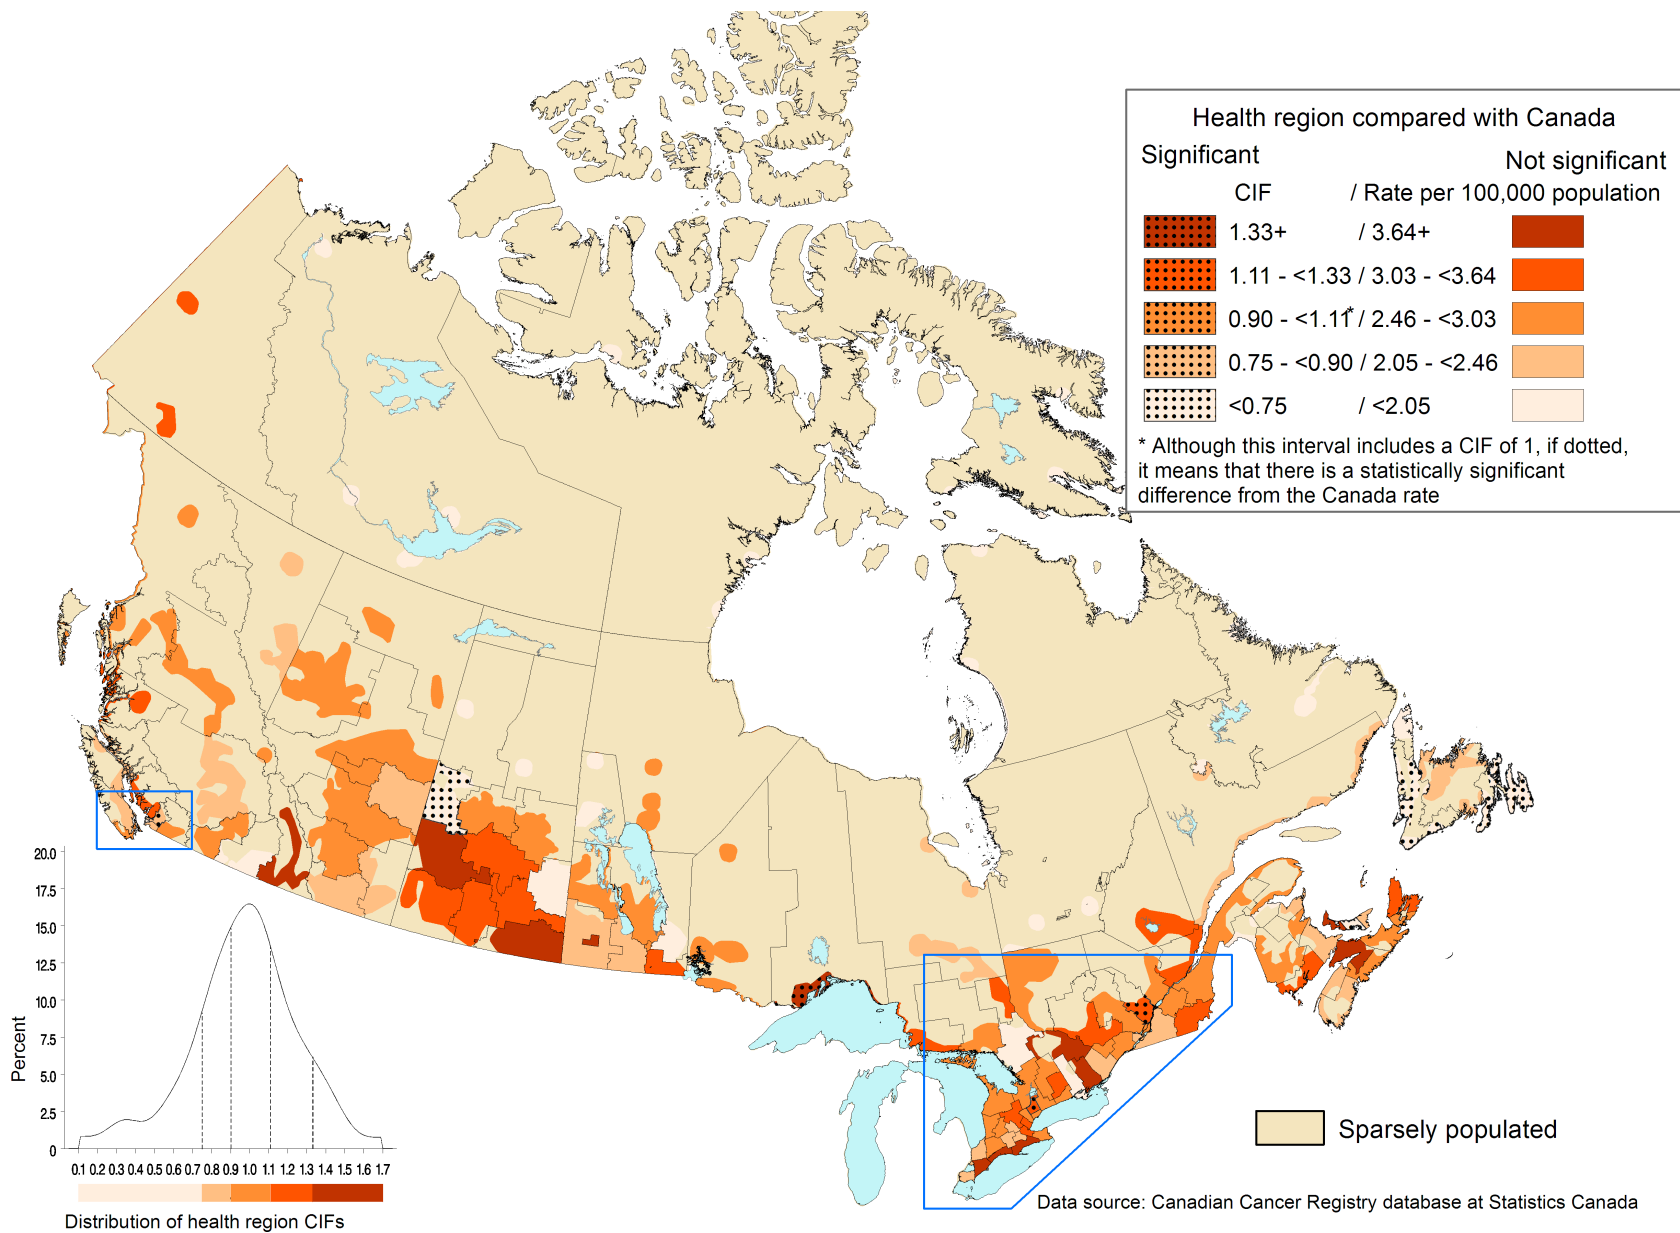 Health region compared with Canada
Significant
Not significant
CIF / Rate per 100,000 population
1.33+ / 3.64+
1.11 - <1.33 / 3.03 - <3.64
0.90 - <1.11* / 2.46 - <3.03
0.75 - <0.90 / 2.05 - <2.46
<0.75 / <2.05
* Although this interval includes a CIF of 1, if dotted,
it means that there is a statistically significant
difference from the Canada rate
20.0
17.5
15.0
12.5
10.0
7.5
5.0
2.5
0
Percent
0.1 0.2 0.3 0.4 0.5 0.6 0.7 0.8 0.9 1.0 1.1 1.2 1.3 1.4 1.5 1.6 1.7
Distribution of health region CIFs
Sparsely populated
Data source: Canadian Cancer Registry database at Statistics Canada